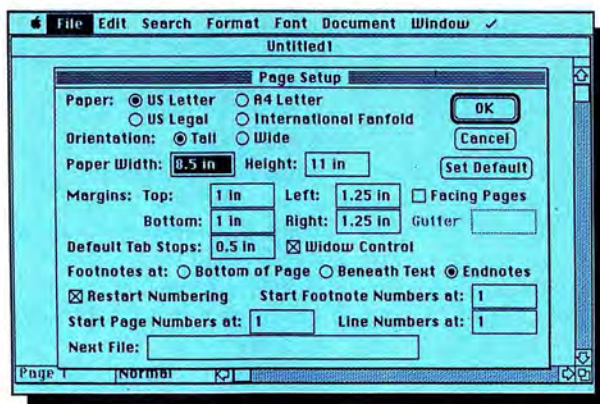 File Edit Search Format Font Document Window
Untitled1
Page Setup
Paper: US Letter A4 Letter
US Legal International Fanfold
OK
Orientation: Tall Wide
Cancel
Paper Width: 8.5 in Height: 11 in
Set Default
Margins: Top: 1 in Left: 1.25 in Facing Pages
Bottom: 1 in Right: 1.25 in Gutter
Default Tab Stops: 0.5 in Widow Control
Footnotes at: Bottom of Page Beneath Text Endnotes
Restart Numbering Start Footnote Numbers at: 1
Start Page Numbers at: 1 Line Numbers at: 1
Next File:
Page 1 Normal